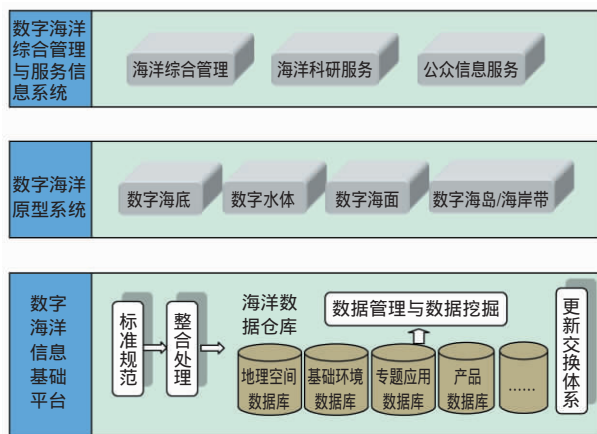 数字海洋
综合管理
与服务信
息系统
海洋综合管理
海洋科研服务
公众信息服务
数字海洋
原型系统
数字海底
数字水体
数字海面
数字海岛/海岸带
数字
海洋
信息
基础
平台
标准规范
整合处理
海洋数
据仓库
数据管理与数据挖掘
地理空间
数据库
基础环境
数据库
专题应用
数据库
产品
数据库
……
更新交换体系